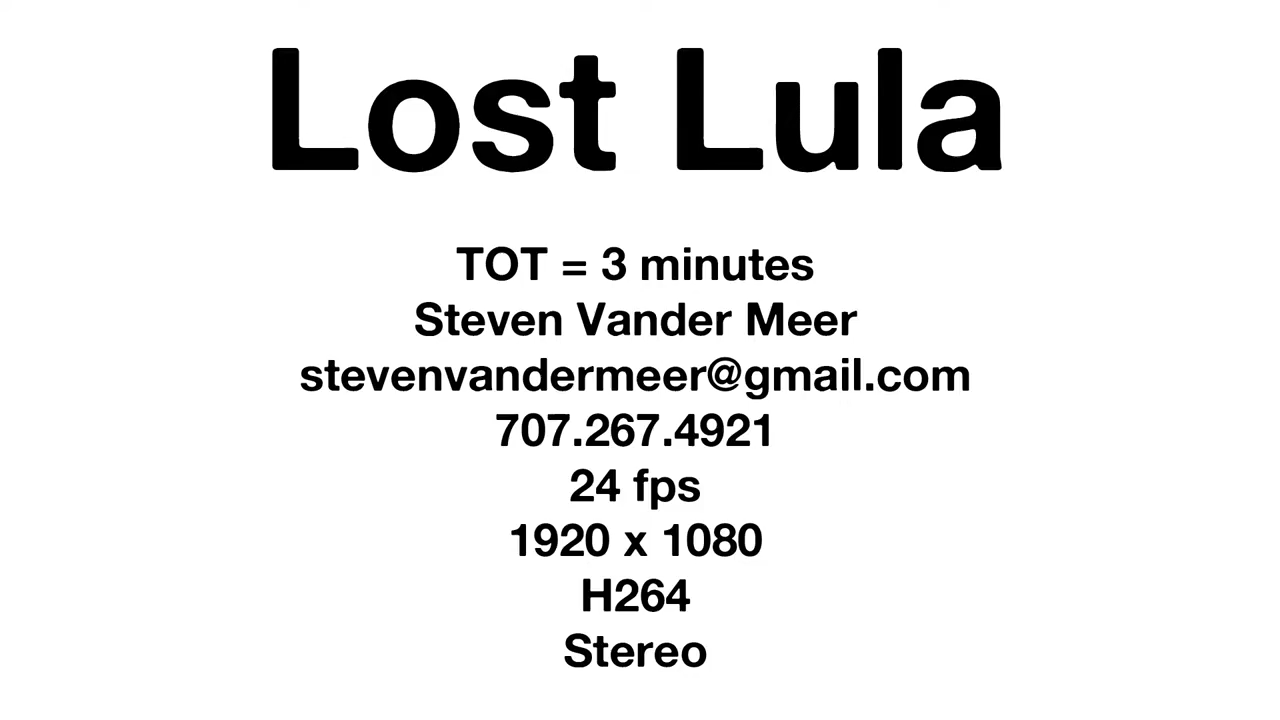 Lost Lula
TOT = 3 minutes
Steven Vander Meer
stevenvandermeer@gmail.com
707.267.4921
24 fps
1920 x 1080
H264
Stereo